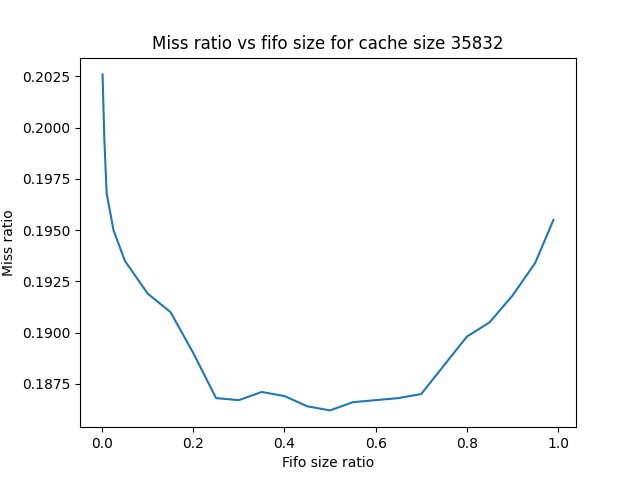 Miss ratio vs fifo size for cache size 35832
0.2025
0.2000
0.1975
0.1950
0.1925
0.1900
0.1875
Miss ratio
0.0 0.2 0.4 0.6 0.8 1.0
Fifo size ratio